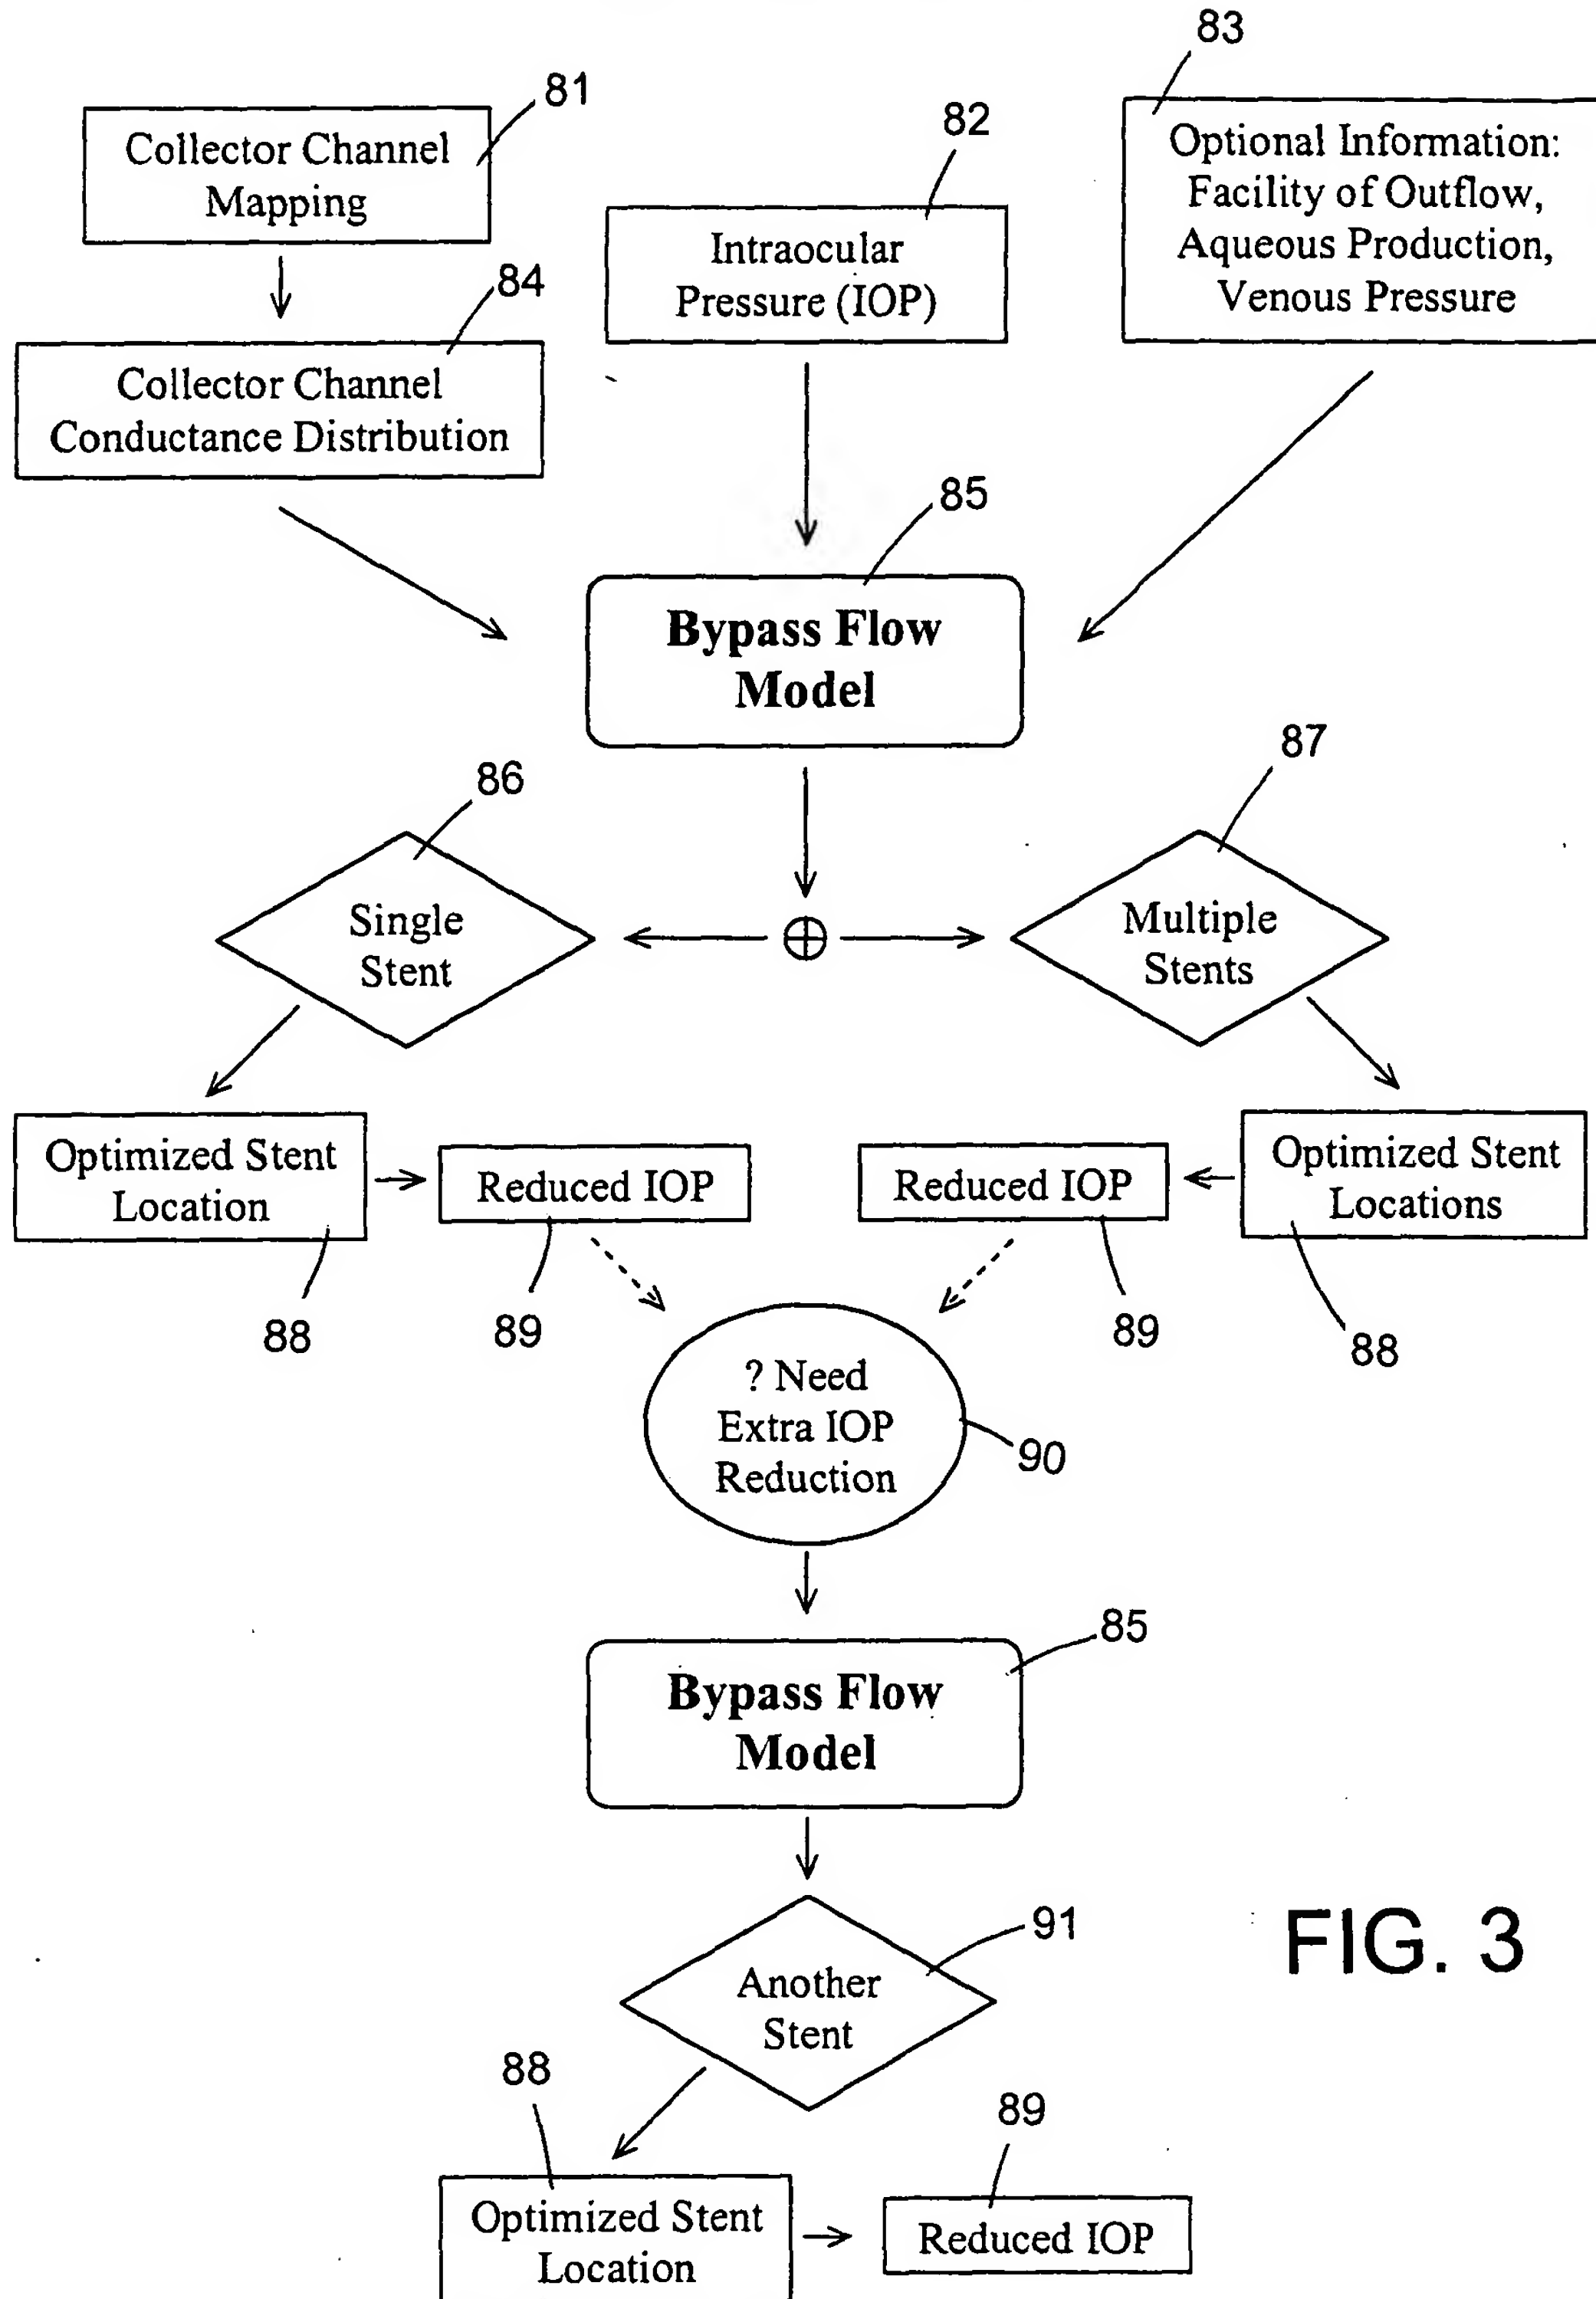 83
81
Collector Channel
Mapping
82
Optional Information:
Facility of Outflow,
Aqueous Production,
Venous Pressure
Intraocular
Pressure (IOP)
84
Collector Channel
Conductance Distribution
85
Bypass Flow
Model
86
87
Single
Stent
Multiple
Stents
Optimized Stent
Location
Reduced IOP
Reduced IOP
Optimized Stent
Locations
88
89
89
88
? Need
Extra IOP
Reduction
90
85
Bypass Flow
Model
91
FIG. 3
Another
Stent
88
89
Optimized Stent
Location
Reduced IOP